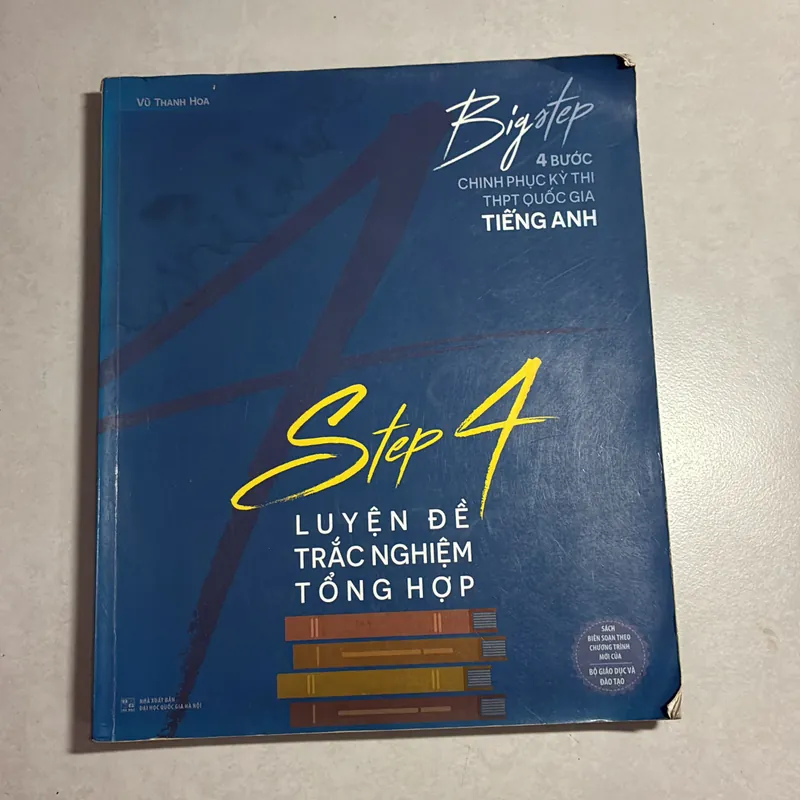 VŨ THANH HOA
Bigstep
4 BƯỚC
CHINH PHỤC KỲ THI
THPT QUỐC GIA
TIẾNG ANH
4
Step 4
LUYỆN ĐỀ
TRẮC NGHIỆM
TỔNG HỢP
SÁCH
BIÊN SOẠN THEO
CHƯƠNG TRÌNH
MỚI CỦA
BỘ GIÁO DỤC VÀ
ĐÀO TẠO
NHÀ XUẤT BẢN
ĐẠI HỌC QUỐC GIA HÀ NỘI